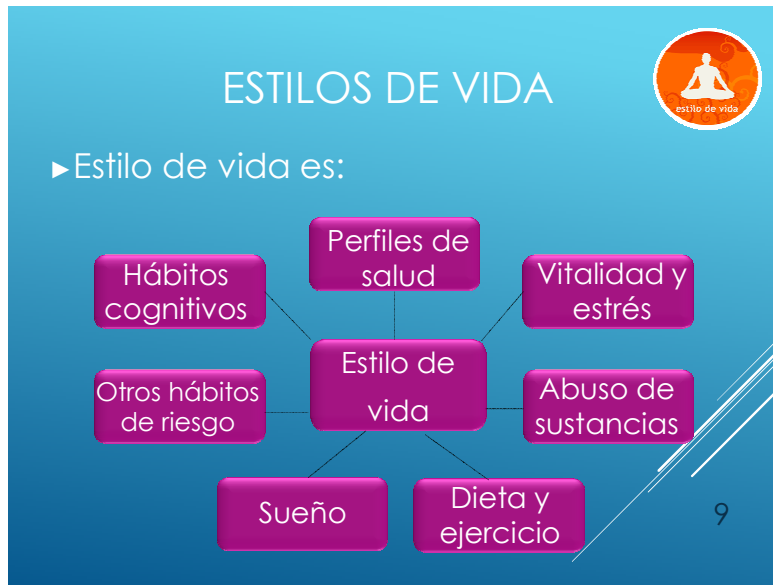 ESTILOS DE VIDA
estilo de vida
►Estilo de vida es:
Perfiles de
salud
Hábitos
cognitivos
Vitalidad y
estrés
Estilo de
vida
Otros hábitos
de riesgo
Abuso de
sustancias
Sueño
Dieta y
ejercicio
9